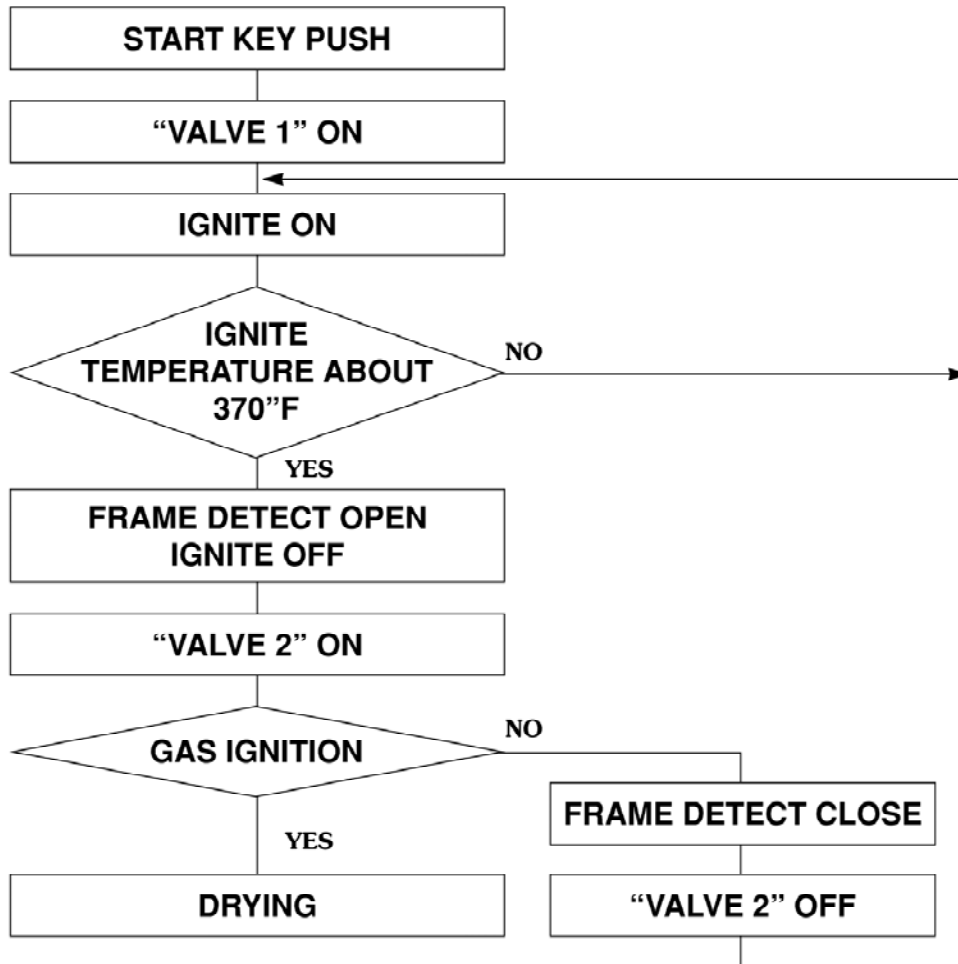 START KEY PUSH
“VALVE 1” ON
IGNITE ON
IGNITE
TEMPERATURE ABOUT
370”F
NO
YES
FRAME DETECT OPEN
IGNITE OFF
“VALVE 2” ON
GAS IGNITION
NO
YES
FRAME DETECT CLOSE
DRYING
“VALVE 2” OFF